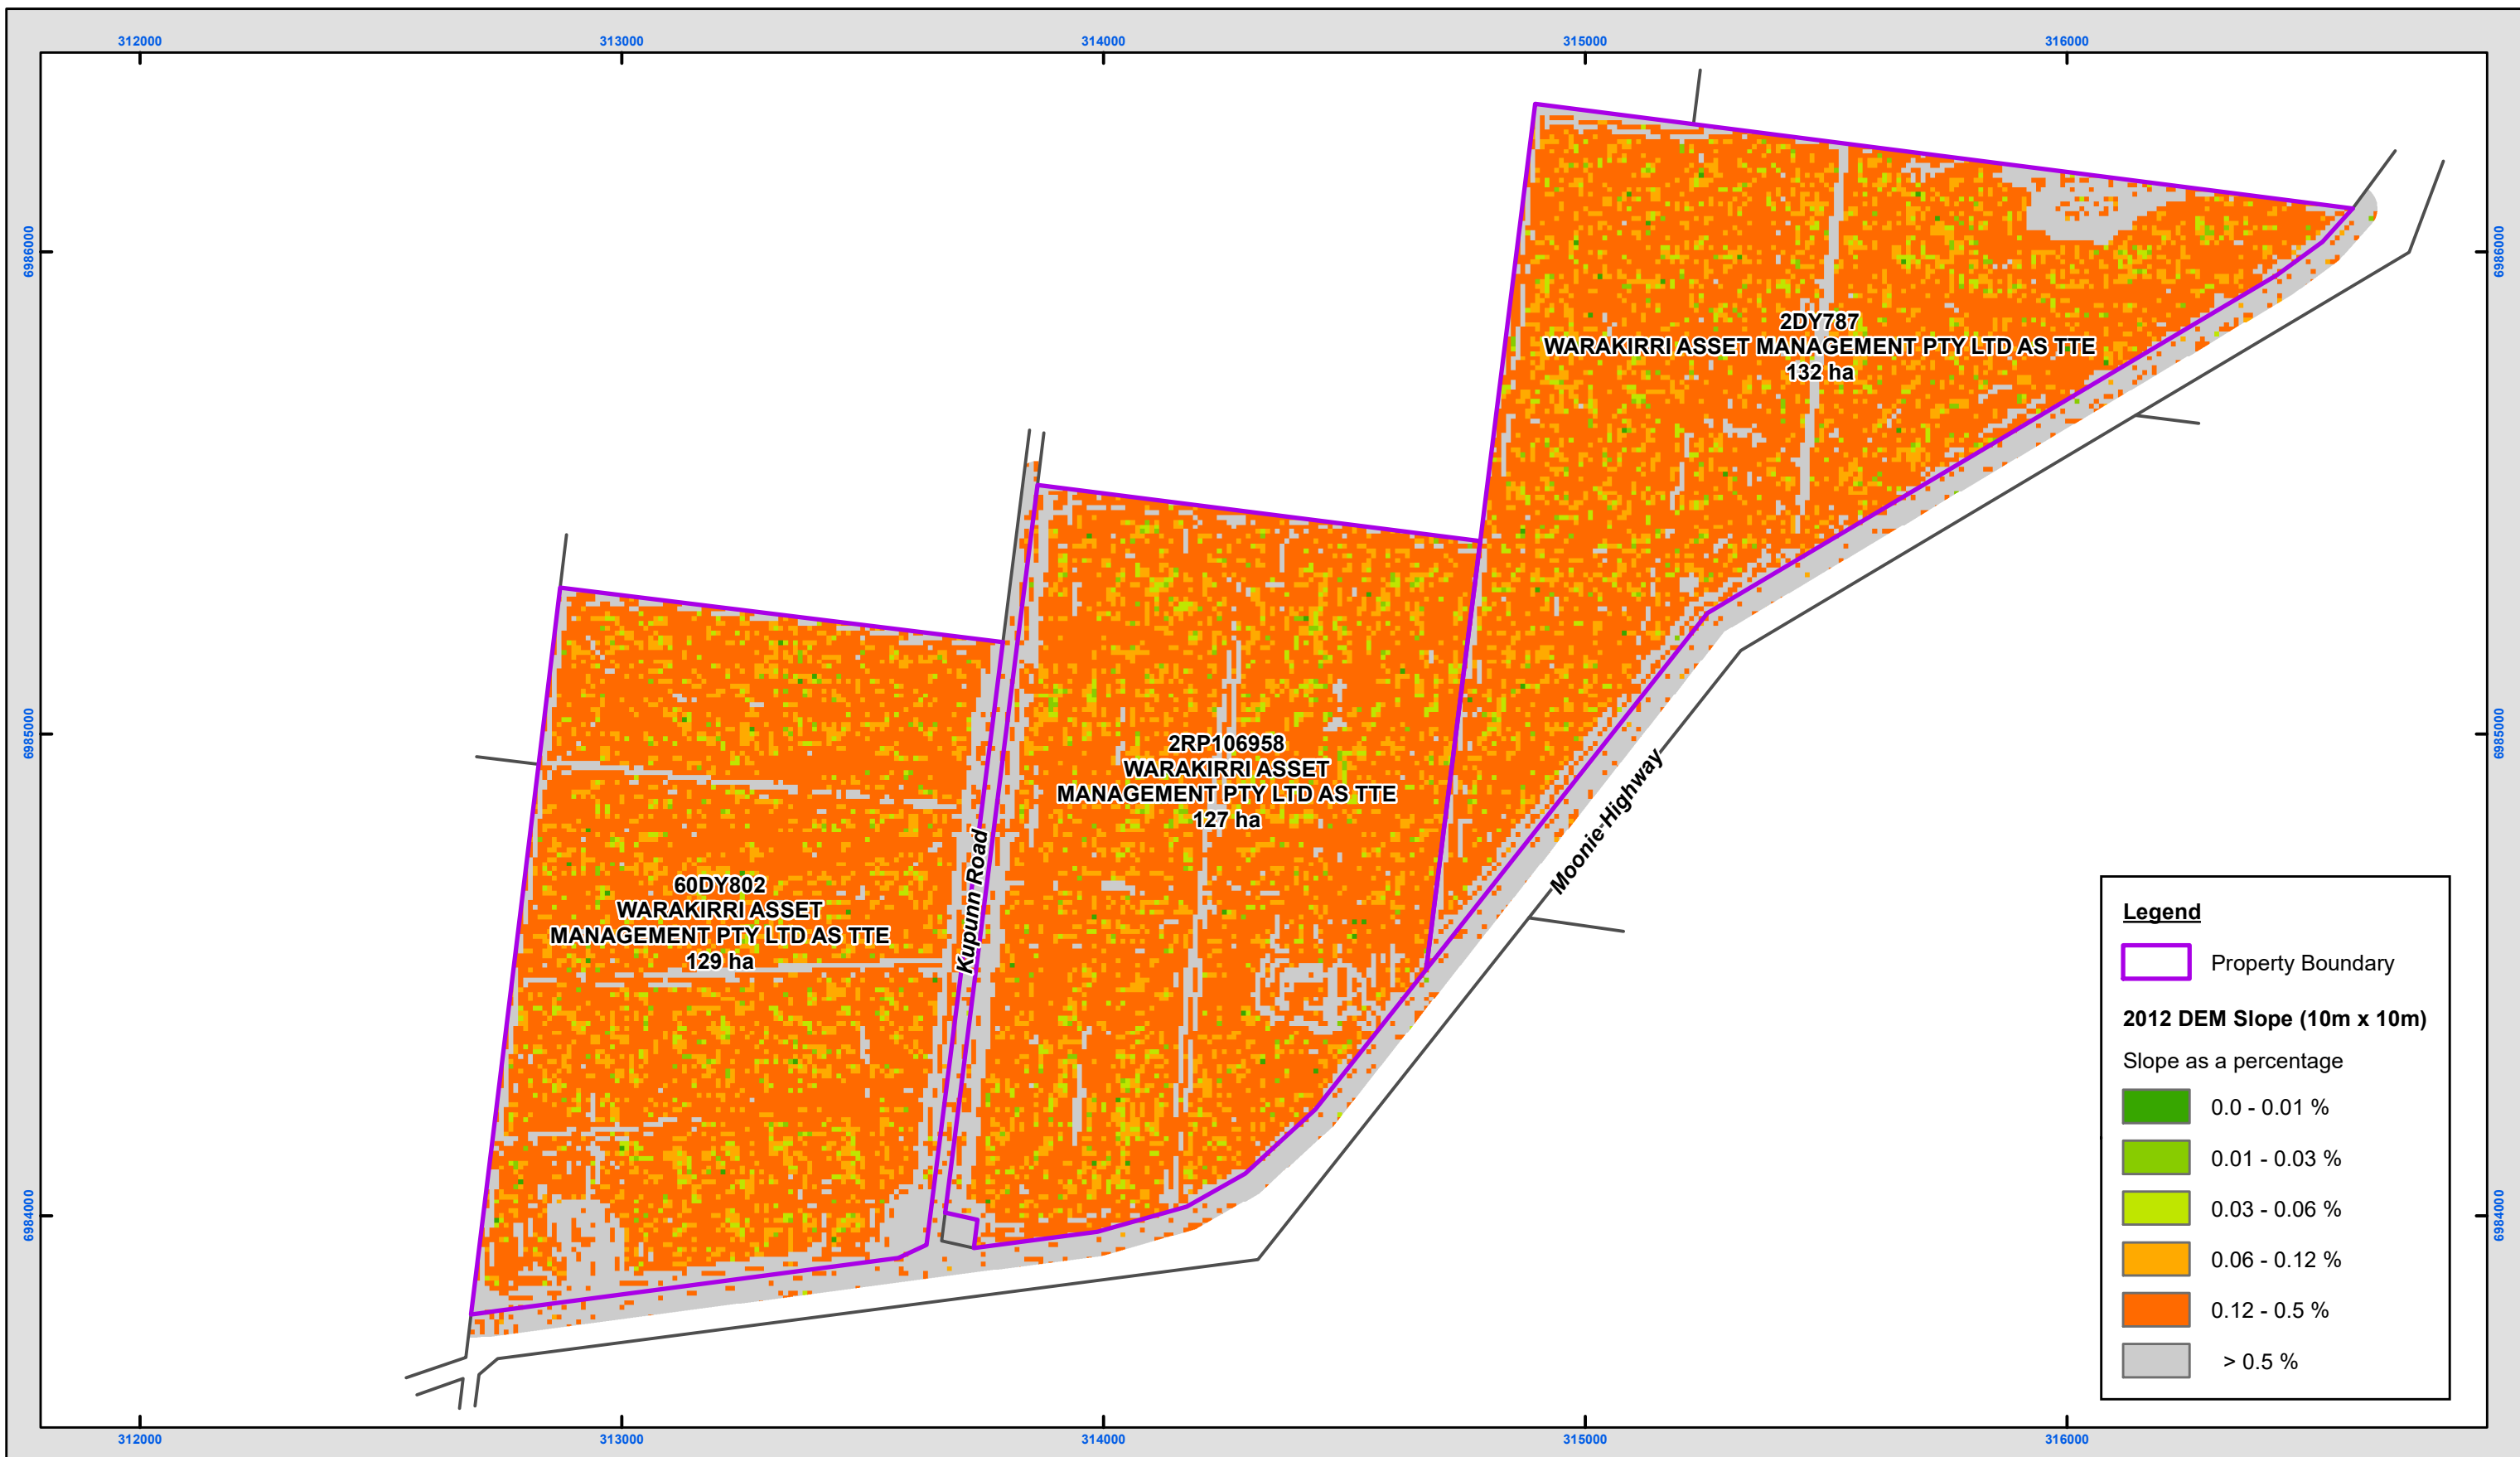 312000
313000
314000
315000
316000
6986000
6986000
2DY787
WARAKIRRI ASSET MANAGEMENT PTY LTD AS TTE
132 ha
6985000
6985000
2RP106958
WARAKIRRI ASSET
MANAGEMENT PTY LTD AS TTE
127 ha
Moonie Highway
Kupunn Road
60DY802
WARAKIRRI ASSET
MANAGEMENT PTY LTD AS TTE
129 ha
6984000
6984000
Legend
Property Boundary
2012 DEM Slope (10m x 10m)
Slope as a percentage
0.0 - 0.01 %
0.01 - 0.03 %
0.03 - 0.06 %
0.06 - 0.12 %
0.12 - 0.5 %
> 0.5 %
312000
313000
314000
315000
316000